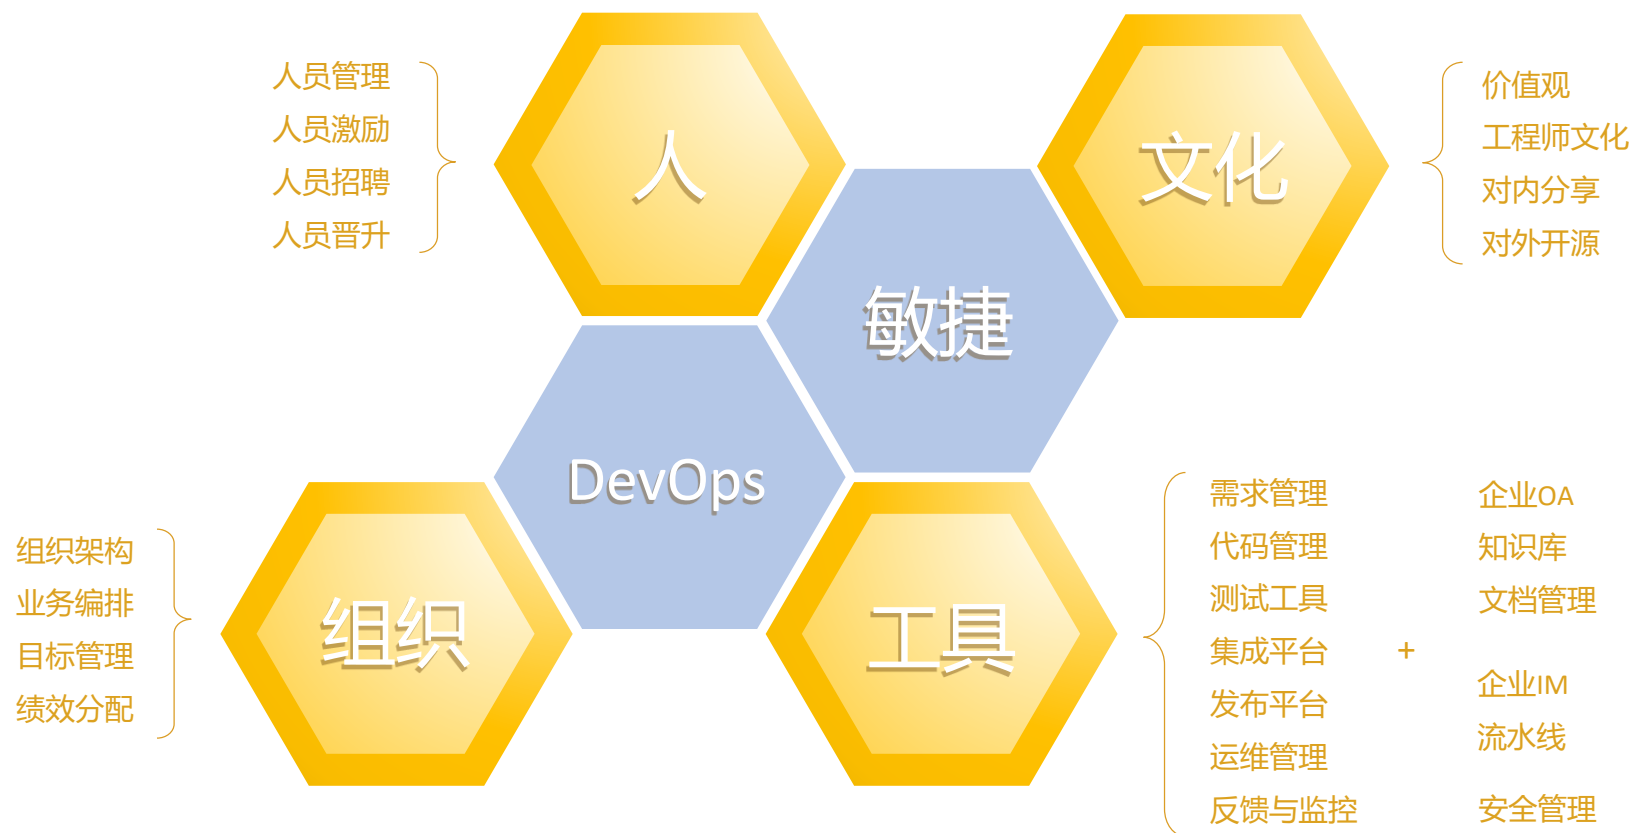 人员管理
人员激励
人员招聘
人员晋升
人
文化
价值观
工程师文化
对内分享
对外开源
敏捷
DevOps
组织架构
业务编排
目标管理
绩效分配
组织
工具
需求管理
代码管理
测试工具
集成平台
发布平台
运维管理
反馈与监控
+
企业OA
知识库
文档管理
企业IM
流水线
安全管理